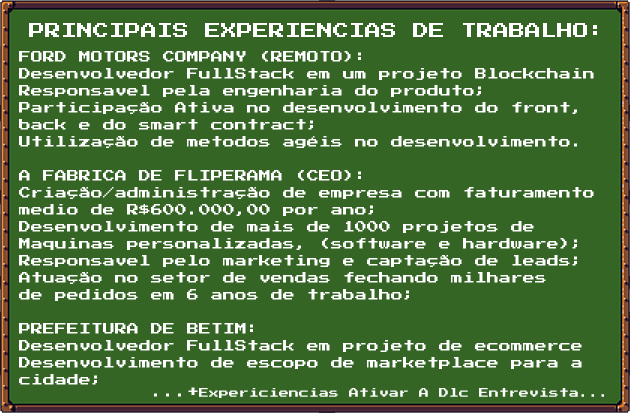 PRINCIPAIS EXPERIENCIAS DE TRABALHO:
FORD MOTORS COMPANY (REMOTO):
Desenvolvedor FullStack em um projeto Blockchain
Responsavel pela engenharia do produto;
Participação Ativa no desenvolvimento do front,
back e do smart contract;
Utilização de metodos agéis no desenvolvimento.
A FABRICA DE FLIPERAMA (CEO):
Criação/administração de empresa com faturamento
medio de R$600.000,00 por ano;
Desenvolvimento de mais de 1000 projetos de
Maquinas personalizadas, (software e hardware);
Responsavel pelo marketing e captação de leads;
Atuação no setor de vendas fechando milhares
de pedidos em 6 anos de trabalho;
PREFEITURA DE BETIM:
Desenvolvedor FullStack em projeto de ecommerce
Desenvolvimento de escopo de marketplace para a
cidade;
...+Expericiencias Ativar A Dlc Entrevista...